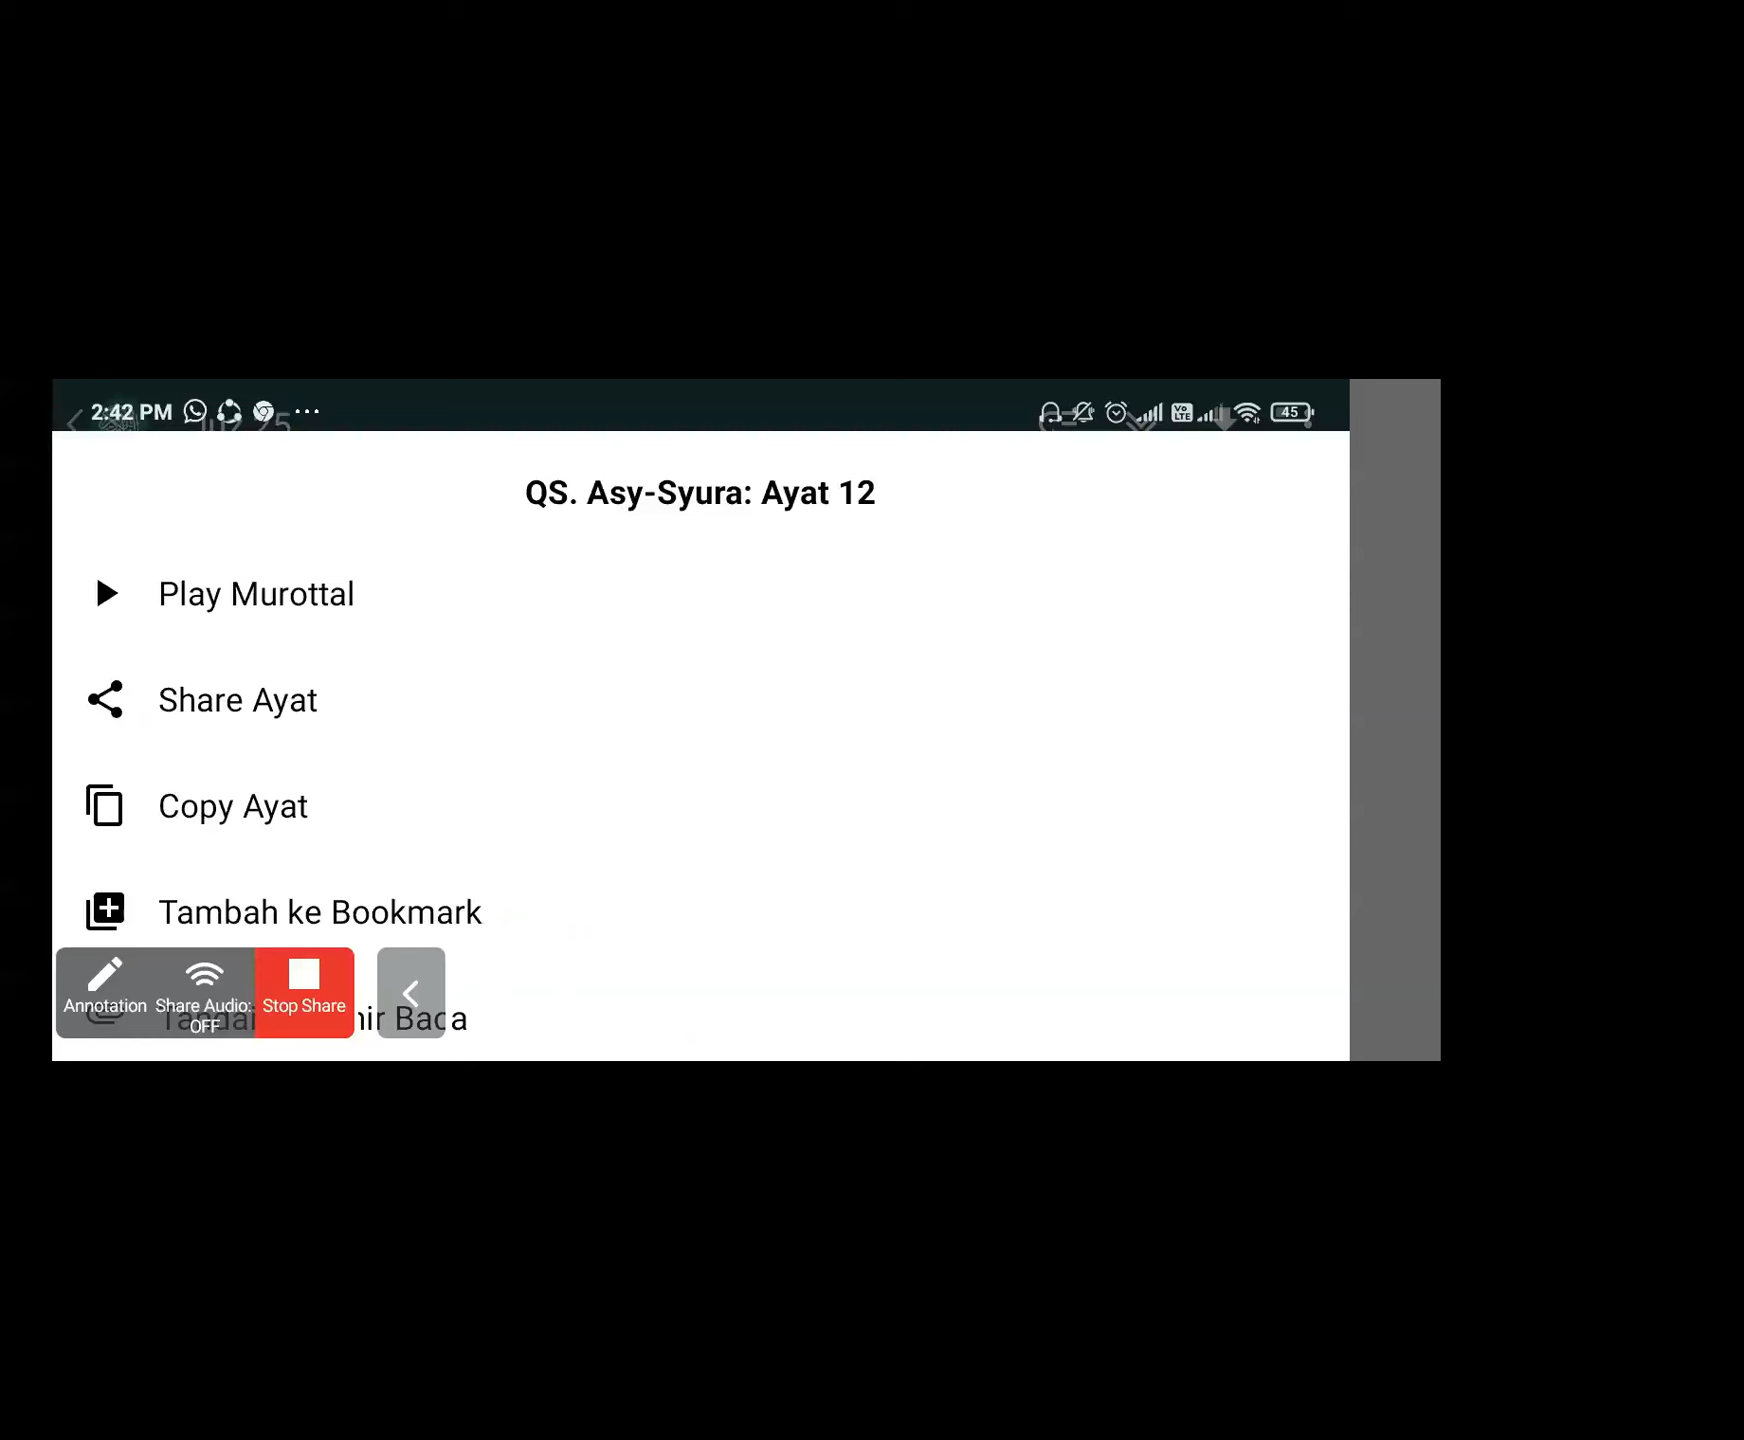 2:42 PM ... 45
QS. Asy-Syura: Ayat 12
Play Murottal
Share Ayat
Copy Ayat
Tambah ke Bookmark
Annotation Share Audio: OFF Stop Share